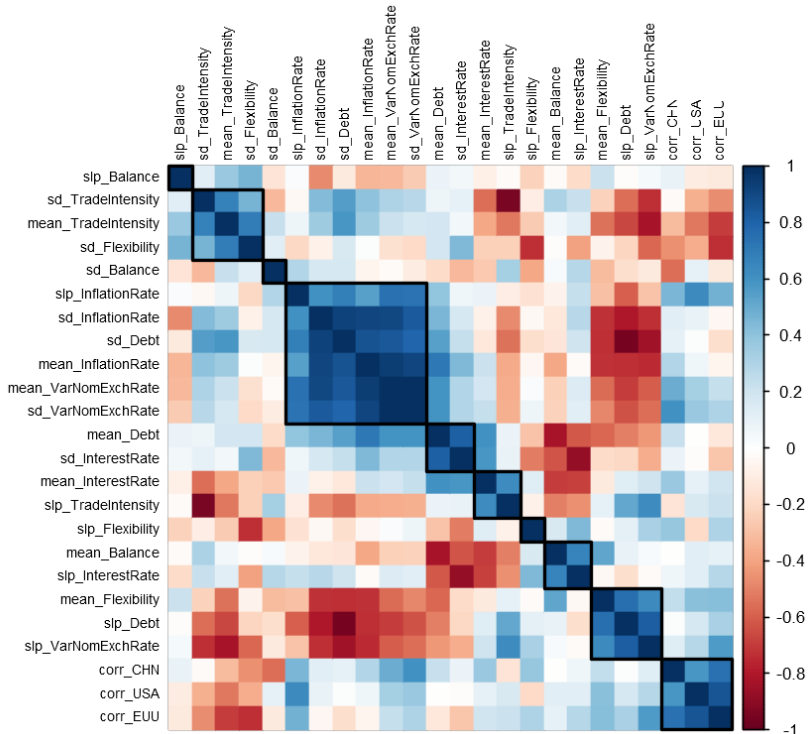 slp_Balance
sd_TradeIntensity
mean_TradeIntensity
sd_Flexibility
sd_Balance
slp_InflationRate
sd_InflationRate
sd_Debt
mean_InflationRate
mean_VarNomExchRate
sd_VarNomExchRate
mean_Debt
sd_InterestRate
mean_InterestRate
slp_TradeIntensity
slp_Flexibility
mean_Balance
slp_InterestRate
mean_Flexibility
slp_Debt
slp_VarNomExchRate
corr_CHN
corr_USA
corr_EUU
slp_Balance
sd_TradeIntensity
mean_TradeIntensity
sd_Flexibility
sd_Balance
slp_InflationRate
sd_InflationRate
sd_Debt
mean_InflationRate
mean_VarNomExchRate
sd_VarNomExchRate
mean_Debt
sd_InterestRate
mean_InterestRate
slp_TradeIntensity
slp_Flexibility
mean_Balance
slp_InterestRate
mean_Flexibility
slp_Debt
slp_VarNomExchRate
corr_CHN
corr_USA
corr_EUU
1
0.8
0.6
0.4
0.2
0
-0.2
-0.4
-0.6
-0.8
-1